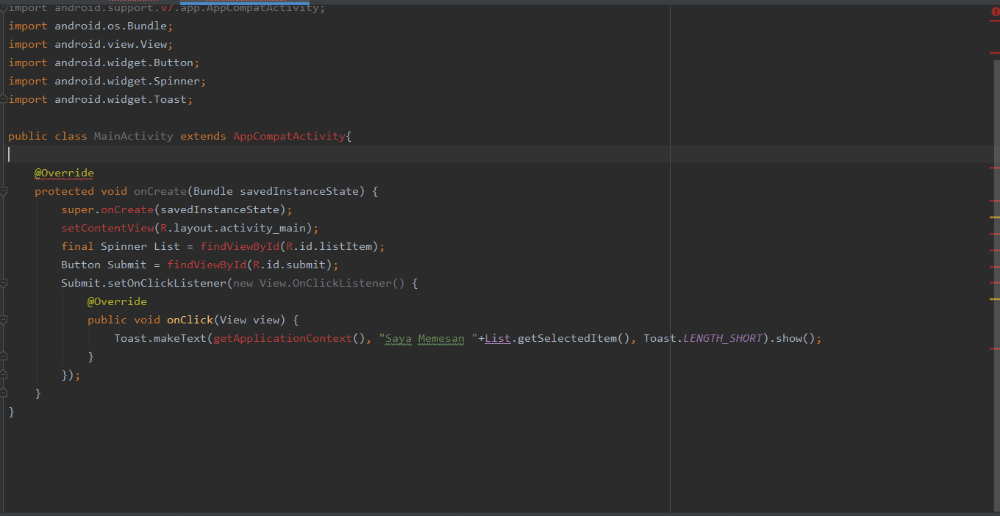 import android.support.v7.app.AppCompatActivity;
import android.os.Bundle;
import android.view.View;
import android.widget.Button;
import android.widget.Spinner;
import android.widget.Toast;
public class MainActivity extends AppCompatActivity{
@Override
protected void onCreate(Bundle savedInstanceState) {
super.onCreate(savedInstanceState);
setContentView(R.layout.activity_main);
final Spinner List = findViewById(R.id.listItem);
Button Submit = findViewById(R.id.submit);
Submit.setOnClickListener(new View.OnClickListener() {
@Override
public void onClick(View view) {
Toast.makeText(getApplicationContext(), "Saya Memesan "+List.getSelectedItem(), Toast.LENGTH_SHORT).show();
}
});
}
}